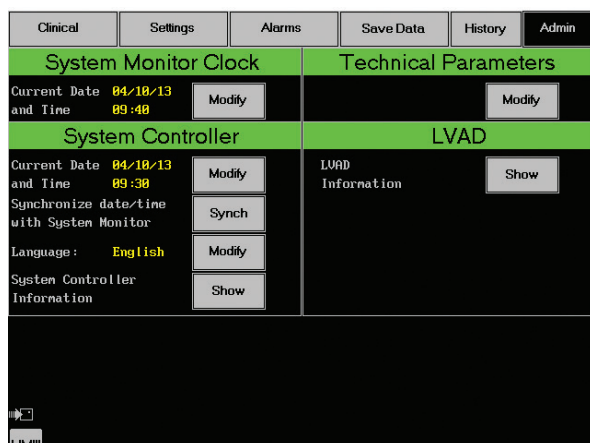 Clinical Settings Alarms Save Data History Admin
System Monitor Clock
Current Date 04/10/13
and Time 09:40
Modify
Technical Parameters
Modify
System Controller
Current Date 04/10/13
and Time 09:30
Modify
Synchronize date/time
with System Monitor
Synch
Language: English
Modify
System Controller
Information
Show
LVAD
LVAD
Information
Show